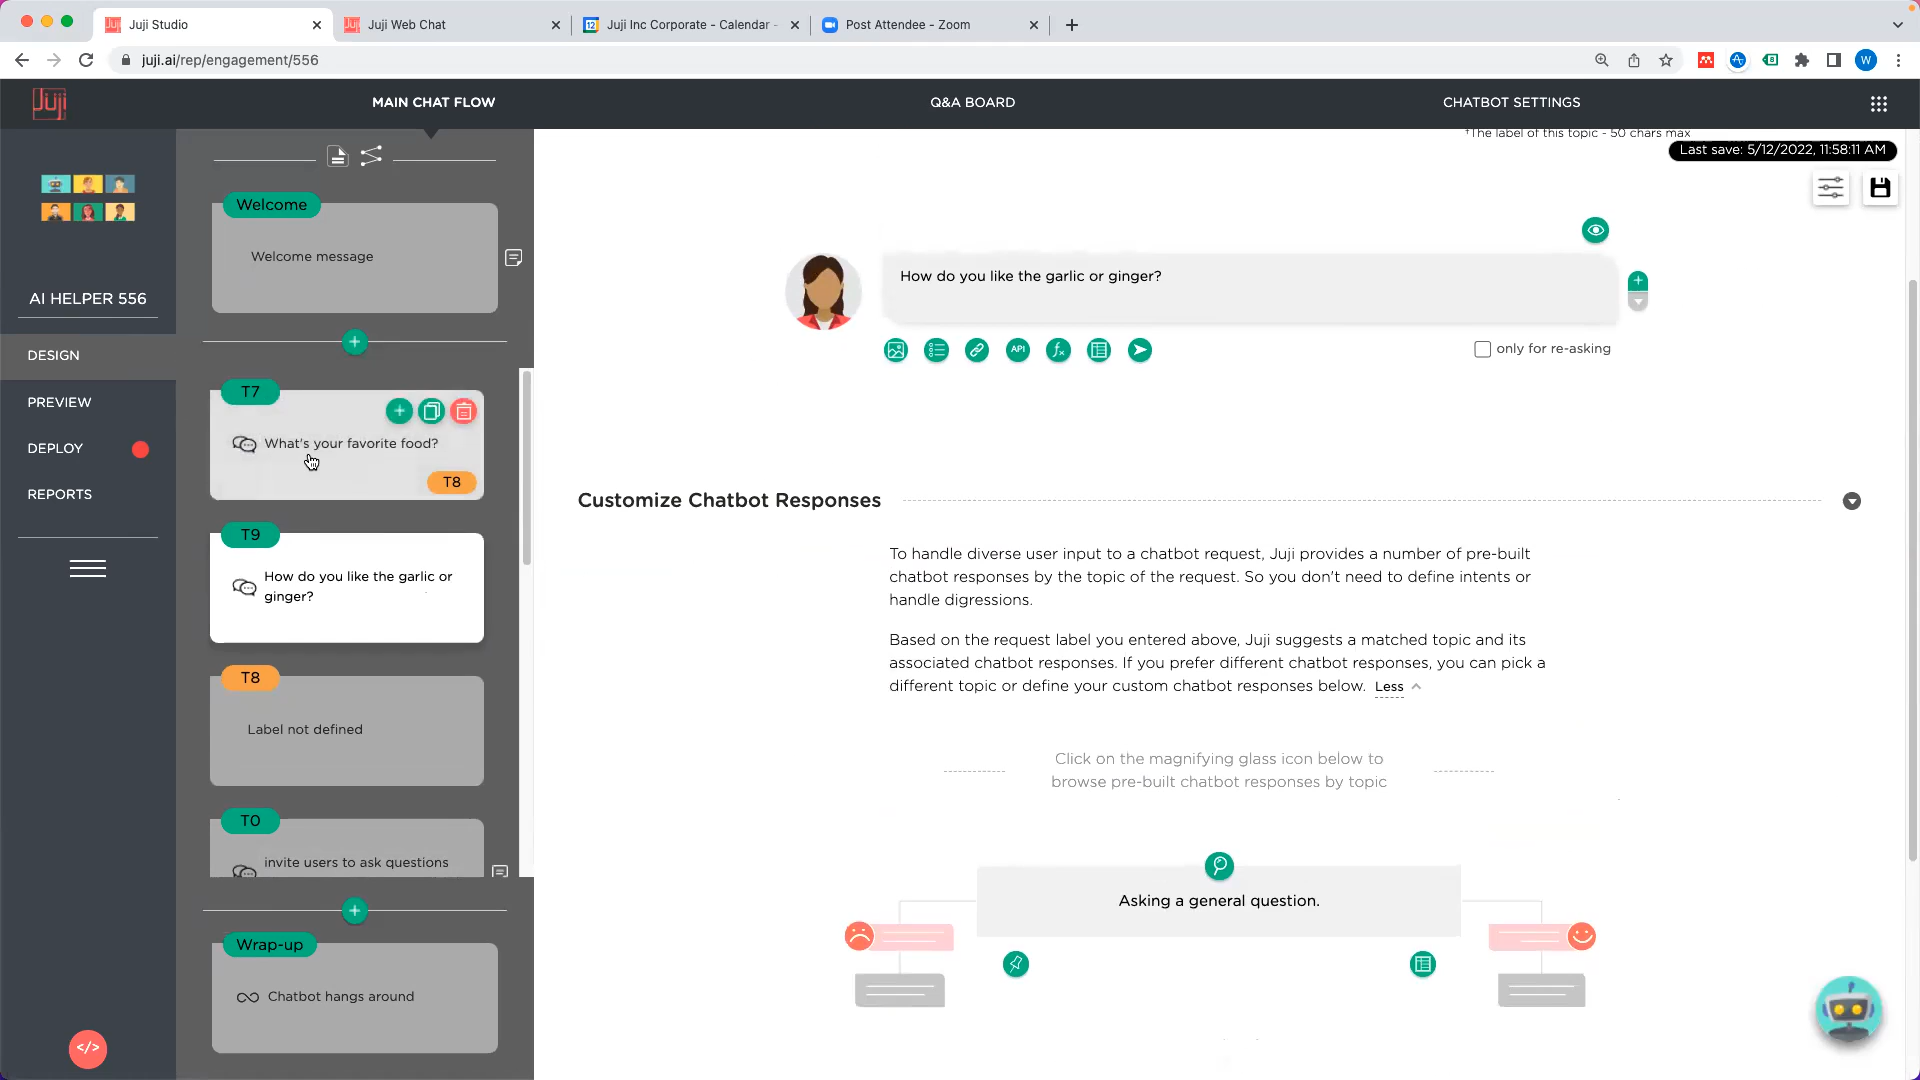 Juji Studio
Juji Web Chat
12
Juji Inc Corporate - Calendar -
Post Attendee - Zoom
juji.ai/rep/engagement/556
W
Juji
MAIN CHAT FLOW
Q&A BOARD
CHATBOT SETTINGS
†The label of this topic - 50 chars max
Last save: 5/12/2022, 11:58:11 AM
AI HELPER 556
DESIGN
PREVIEW
DEPLOY
REPORTS
</>
Welcome
Welcome message
T7
What's your favorite food?
T8
T9
How do you like the garlic or
ginger?
T8
Label not defined
T0
invite users to ask questions
Wrap-up
Chatbot hangs around
How do you like the garlic or ginger?
API
fx
only for re-asking
Customize Chatbot Responses
To handle diverse user input to a chatbot request, Juji provides a number of pre-built
chatbot responses by the topic of the request. So you don't need to define intents or
handle digressions.
Based on the request label you entered above, Juji suggests a matched topic and its
associated chatbot responses. If you prefer different chatbot responses, you can pick a
different topic or define your custom chatbot responses below. Less
Click on the magnifying glass icon below to
browse pre-built chatbot responses by topic
Asking a general question.